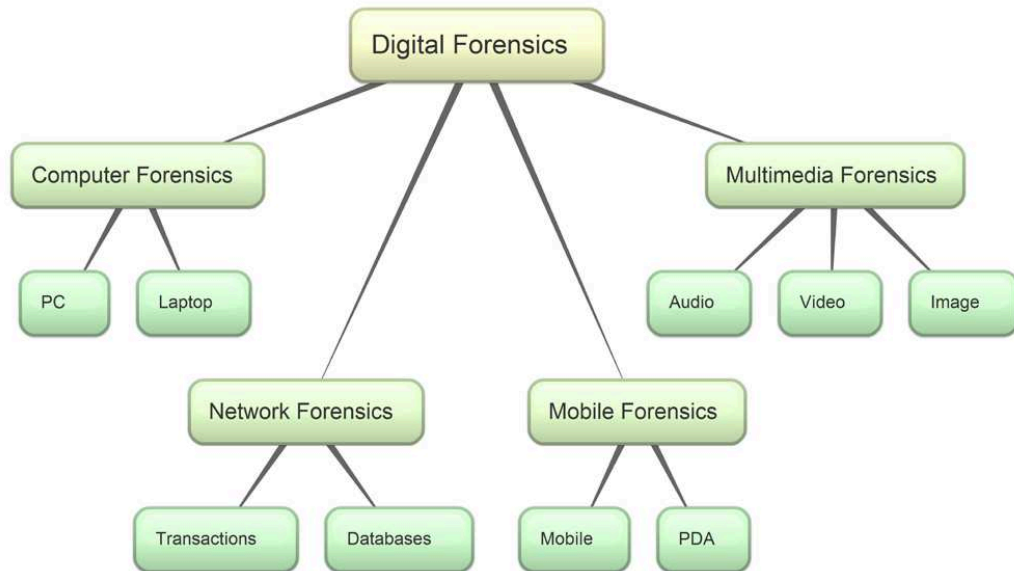 Digital Forensics
Computer Forensics
Multimedia Forensics
PC
Laptop
Audio
Video
Image
Network Forensics
Mobile Forensics
Transactions
Databases
Mobile
PDA